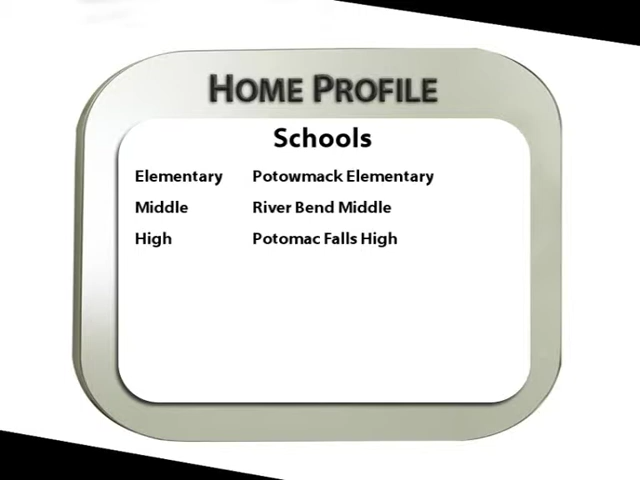 HOME PROFILE
Schools
Elementary Potowmack Elementary
Middle River Bend Middle
High Potomac Falls High